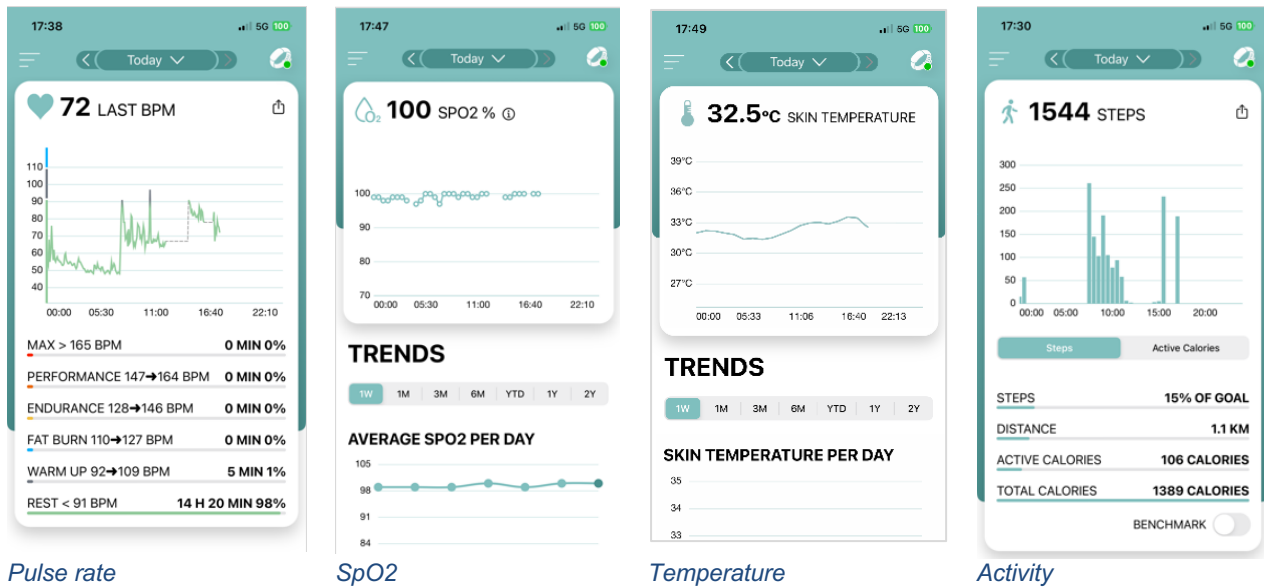 17:38
5G 100
Today
72 LAST BPM
110
100
90
80
70
60
50
40
00:00 05:30 11:00 16:40 22:10
MAX > 165 BPM 0 MIN 0%
PERFORMANCE 147➔164 BPM 0 MIN 0%
ENDURANCE 128➔146 BPM 0 MIN 0%
FAT BURN 110➔127 BPM 0 MIN 0%
WARM UP 92➔109 BPM 5 MIN 1%
REST < 91 BPM 14 H 20 MIN 98%
Pulse rate
17:47
5G 100
Today
O2 100 SPO2 %
100
90
80
70
00:00 05:30 11:00 16:40 22:10
TRENDS
1W 1M 3M 6M YTD 1Y 2Y
AVERAGE SPO2 PER DAY
105
98
91
84
SpO2
17:49
5G 100
Today
32.5°C SKIN TEMPERATURE
39°C
36°C
33°C
30°C
27°C
00:00 05:33 11:06 16:40 22:13
TRENDS
1W 1M 3M 6M YTD 1Y 2Y
SKIN TEMPERATURE PER DAY
35
34
33
Temperature
17:30
5G 100
Today
1544 STEPS
300
250
200
150
100
50
0
00:00 05:00 10:00 15:00 20:00
Steps Active Calories
STEPS 15% OF GOAL
DISTANCE 1.1 KM
ACTIVE CALORIES 106 CALORIES
TOTAL CALORIES 1389 CALORIES
BENCHMARK
Activity